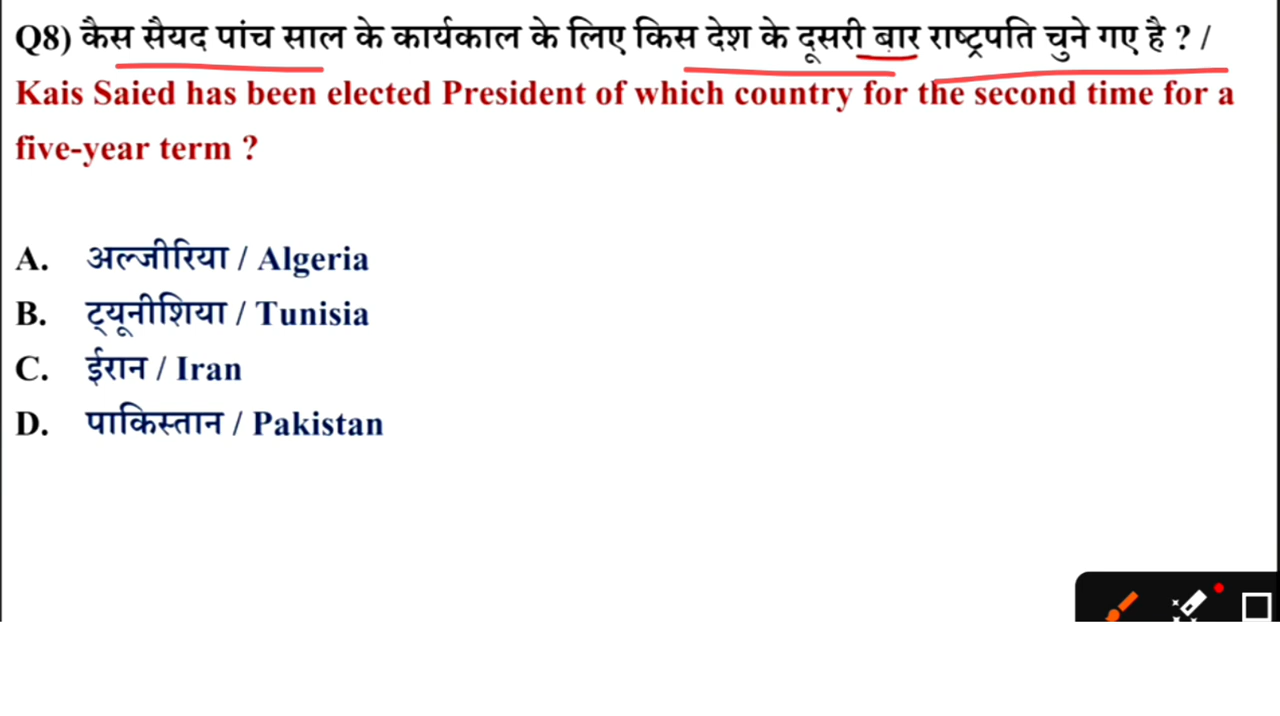 Q8) कैस सैयद पांच साल के कार्यकाल के लिए किस देश के दूसरी बार राष्ट्रपति चुने गए है ? /
Kais Saied has been elected President of which country for the second time for a
five-year term ?
A. अल्जीरिया / Algeria
B. ट्यूनीशिया / Tunisia
C. ईरान / Iran
D. पाकिस्तान / Pakistan